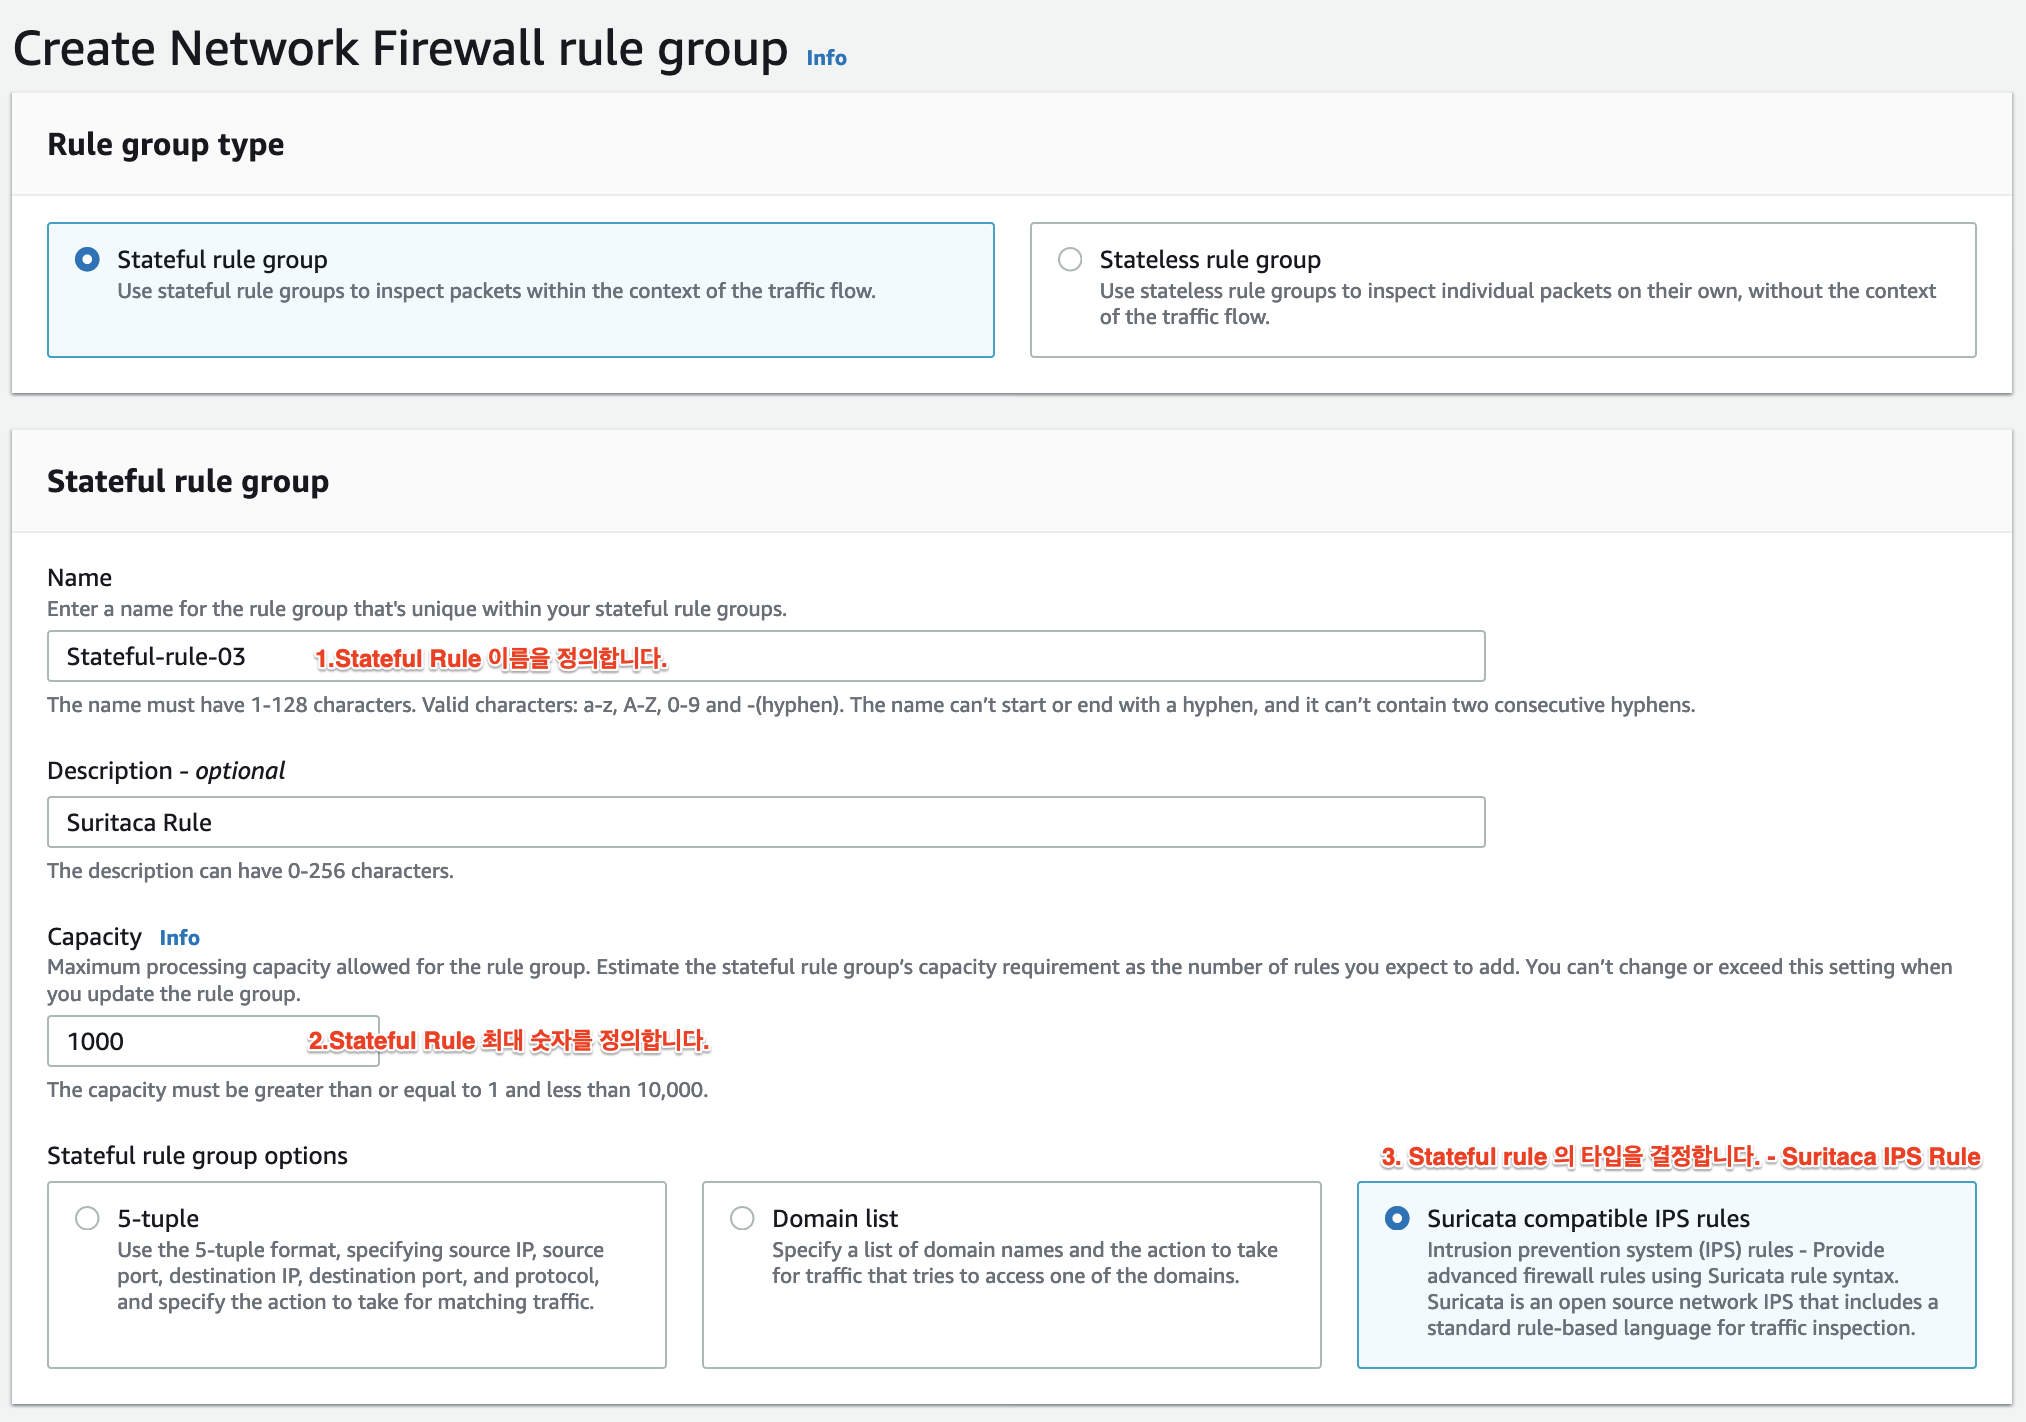 Create Network Firewall rule group Info
Rule group type
Stateful rule group
Use stateful rule groups to inspect packets within the context of the traffic flow.
Stateless rule group
Use stateless rule groups to inspect individual packets on their own, without the context
of the traffic flow.
Stateful rule group
Name
Enter a name for the rule group that's unique within your stateful rule groups.
Stateful-rule-03 1.Stateful Rule 이름을 정의합니다.
The name must have 1-128 characters. Valid characters: a-z, A-Z, 0-9 and -(hyphen). The name can’t start or end with a hyphen, and it can’t contain two consecutive hyphens.
Description - optional
Suritaca Rule
The description can have 0-256 characters.
Capacity Info
Maximum processing capacity allowed for the rule group. Estimate the stateful rule group’s capacity requirement as the number of rules you expect to add. You can’t change or exceed this setting when
you update the rule group.
1000 2.Stateful Rule 최대 숫자를 정의합니다.
The capacity must be greater than or equal to 1 and less than 10,000.
Stateful rule group options
3. Stateful rule 의 타입을 결정합니다. - Suritaca IPS Rule
5-tuple
Use the 5-tuple format, specifying source IP, source
port, destination IP, destination port, and protocol,
and specify the action to take for matching traffic.
Domain list
Specify a list of domain names and the action to take
for traffic that tries to access one of the domains.
Suricata compatible IPS rules
Intrusion prevention system (IPS) rules - Provide
advanced firewall rules using Suricata rule syntax.
Suricata is an open source network IPS that includes a
standard rule-based language for traffic inspection.